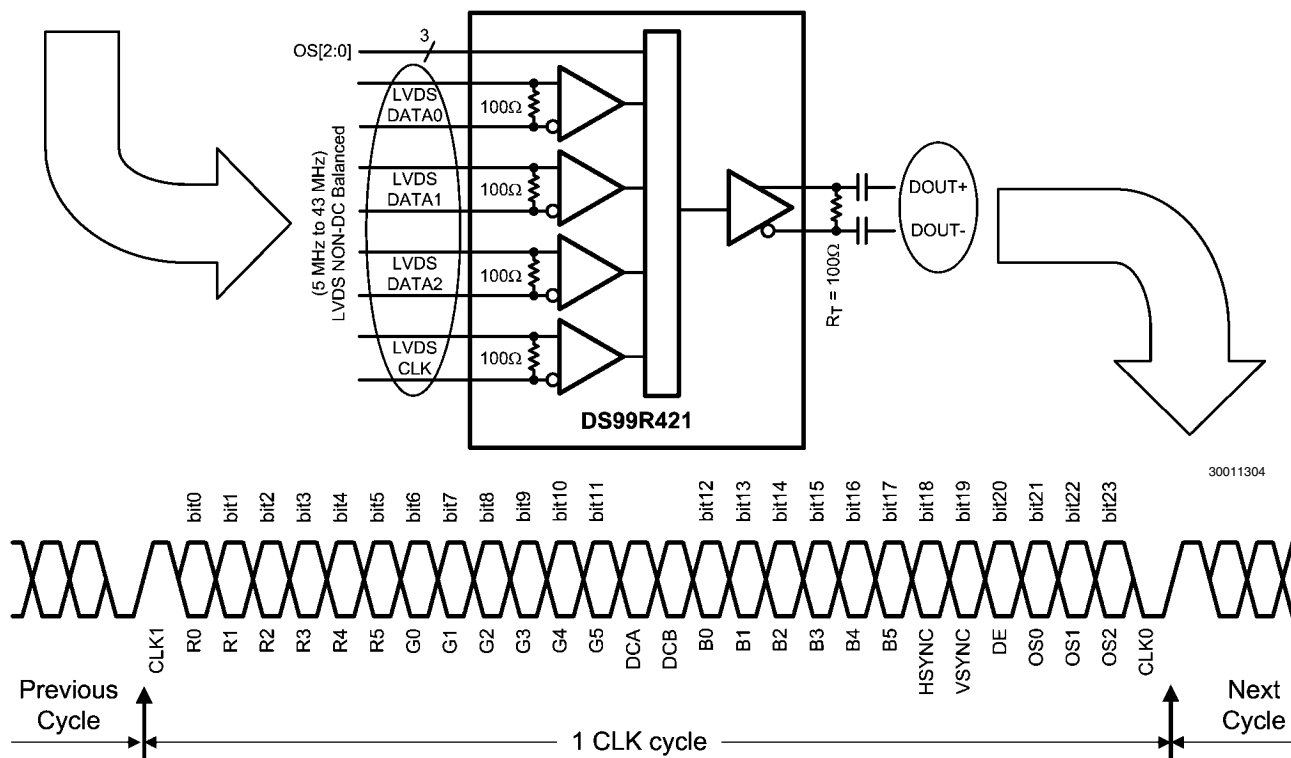 OS[2:0]
3
LVDS
DATA0
100Ω
LVDS
DATA1
100Ω
LVDS
DATA2
100Ω
LVDS
CLK
100Ω
(5 MHz to 43 MHz)
LVDS NON-DC Balanced
DOUT+
DOUT-
RT = 100Ω
DS99R421
30011304
bit0 bit1 bit2 bit3 bit4 bit5 bit6 bit7 bit8 bit9 bit10 bit11 bit12 bit13 bit14 bit15 bit16 bit17 bit18 bit19 bit20 bit21 bit22 bit23
CLK1 R0 R1 R2 R3 R4 R5 G0 G1 G2 G3 G4 G5 DCA DCB B0 B1 B2 B3 B4 B5 HSYNC VSYNC DE OS0 OS1 OS2 CLK0
Previous
Cycle
1 CLK cycle
Next
Cycle